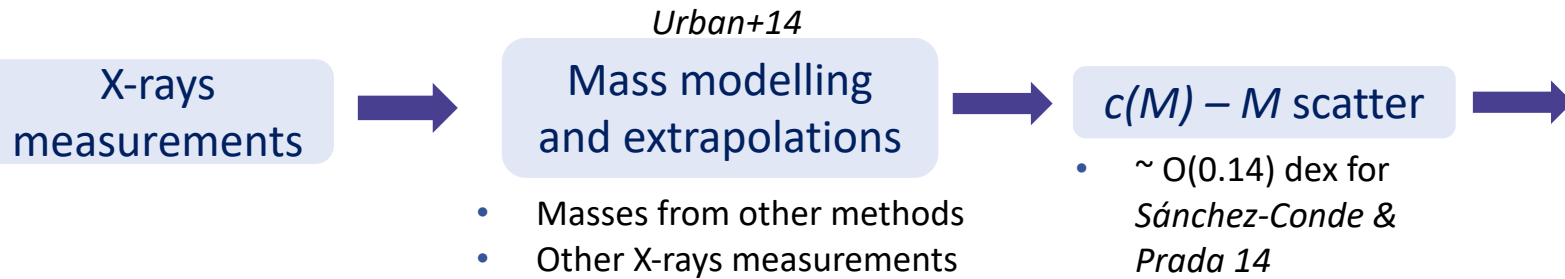 Urban+14
X-rays
measurements
Mass modelling
and extrapolations
• Masses from other methods
• Other X-rays measurements
c(M) – M scatter
• ~ O(0.14) dex for
Sánchez-Conde &
Prada 14